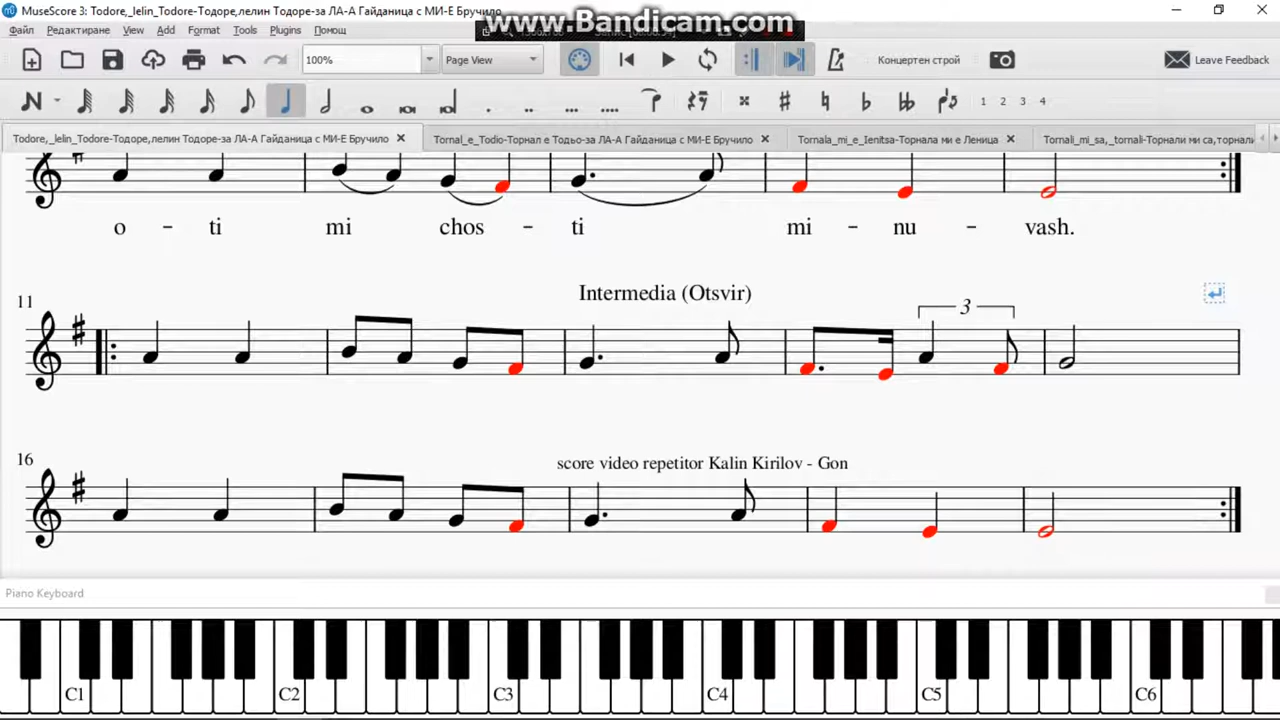 MuseScore 3: Todore,_lelin_Todore-Тодоре,лелин Тодоре-за ЛА-А Гайданица с МИ-Е Бручило
www.Bandicam.com
Файл Редактиране View Add Format Tools Plugins Помощ
100% Page View Концертен строй Leave Feedback
1 2 3 4
Todore,_lelin_Todore-Тодоре,лелин Тодоре-за ЛА-А Гайданица с МИ-Е Бручило Tornal_e_Todio-Торнал е Тодьо-за ЛА-А Гайданица с МИ-Е Бручило Tornala_mi_e_lenitsa-Торнала ми е Леница Tornali_mi_sa,_tornali-Торнали ми са,торнали
o - ti mi chos - ti mi - nu - vash.
Intermedia (Otsvir)
11
3
score video repetitor Kalin Kirilov - Gon
16
Piano Keyboard
C1 C2 C3 C4 C5 C6